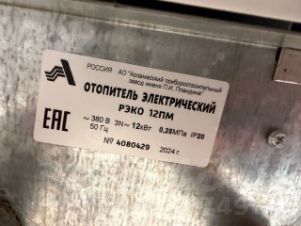 РОССИЯ АО "Арзамасский приборостроительный
завод имени П.И. Пландина"
ОТОПИТЕЛЬ ЭЛЕКТРИЧЕСКИЙ
РЭКО 12ПМ
EAC
~ 380 В 3N~ 12кВт 0,25МПа IP20
50 Гц
№ 4080429 2024 г.